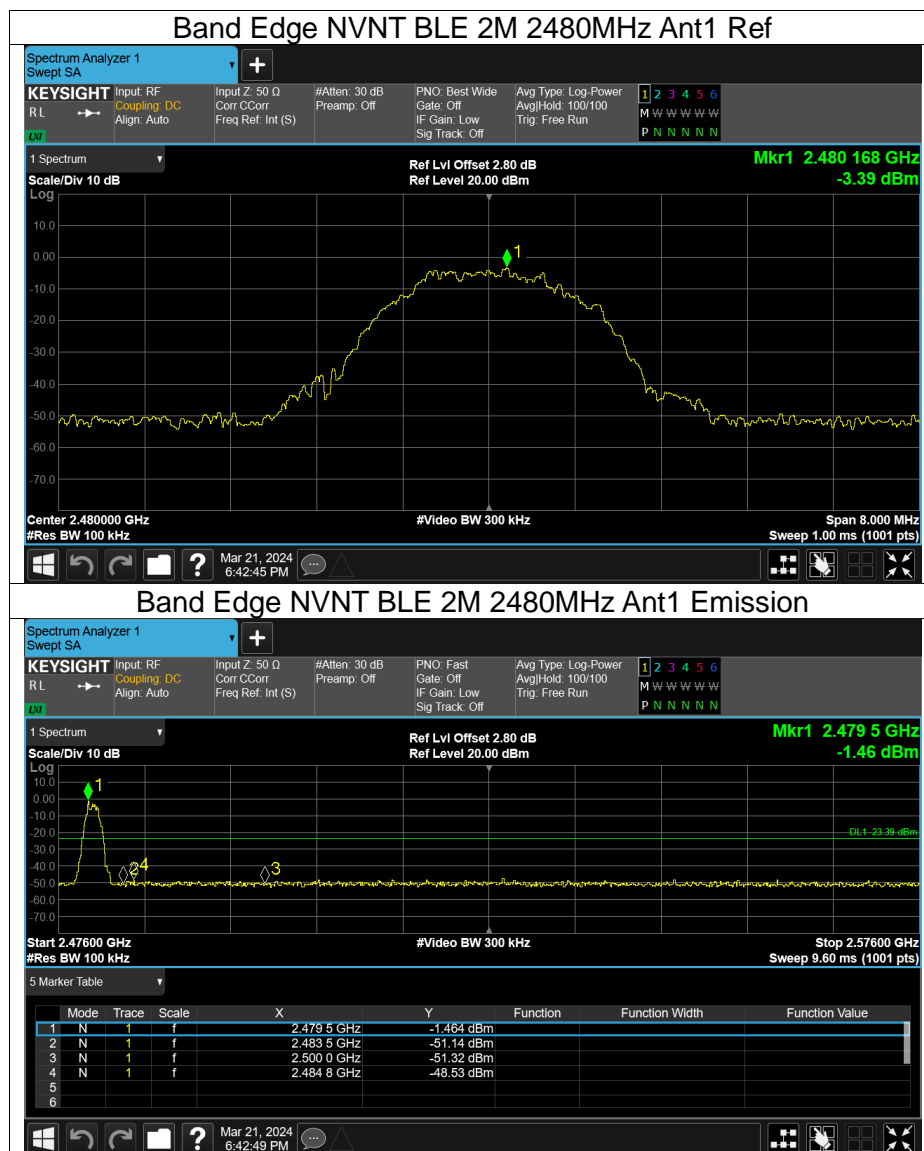 Band Edge NVNT BLE 2M 2480MHz Ant1 Ref
Spectrum Analyzer 1
Swept SA
+
KEYSIGHT Input: RF Input Z: 50 Ω #Atten: 30 dB PNO: Best Wide Avg Type: Log-Power 1 2 3 4 5 6
R L Coupling: DC Corr CCorr Preamp: Off Gate: Off Avg|Hold: 100/100 M W W W W W
Align: Auto Freq Ref: Int (S) IF Gain: Low Trig: Free Run
LXI Sig Track: Off P N N N N N
1 Spectrum Ref Lvl Offset 2.80 dB Mkr1 2.480 168 GHz
Scale/Div 10 dB Ref Level 20.00 dBm -3.39 dBm
Log
10.0
0.00
-10.0
-20.0
-30.0
-40.0
-50.0
-60.0
-70.0
1
Center 2.480000 GHz #Video BW 300 kHz Span 8.000 MHz
#Res BW 100 kHz Sweep 1.00 ms (1001 pts)
? Mar 21, 2024
6:42:45 PM
Band Edge NVNT BLE 2M 2480MHz Ant1 Emission
Spectrum Analyzer 1
Swept SA
+
KEYSIGHT Input: RF Input Z: 50 Ω #Atten: 30 dB PNO: Fast Avg Type: Log-Power 1 2 3 4 5 6
R L Coupling: DC Corr CCorr Preamp: Off Gate: Off Avg|Hold: 100/100 M W W W W W
Align: Auto Freq Ref: Int (S) IF Gain: Low Trig: Free Run
LXI Sig Track: Off P N N N N N
1 Spectrum Ref Lvl Offset 2.80 dB Mkr1 2.479 5 GHz
Scale/Div 10 dB Ref Level 20.00 dBm -1.46 dBm
Log
10.0
0.00
-10.0
-20.0
-30.0
-40.0
-50.0
-60.0
-70.0
1
DL1 -23.39 dBm
2 4 3
Start 2.47600 GHz #Video BW 300 kHz Stop 2.57600 GHz
#Res BW 100 kHz Sweep 9.60 ms (1001 pts)
5 Marker Table
Mode Trace Scale X Y Function Function Width Function Value
1 N 1 f 2.479 5 GHz -1.464 dBm
2 N 1 f 2.483 5 GHz -51.14 dBm
3 N 1 f 2.500 0 GHz -51.32 dBm
4 N 1 f 2.484 8 GHz -48.53 dBm
5
6
? Mar 21, 2024
6:42:49 PM